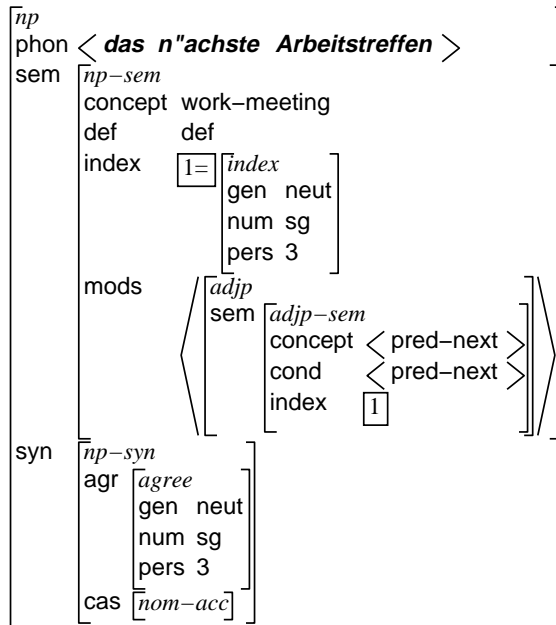 np
phon < das n"achste Arbeitstreffen >
sem np−sem
concept work−meeting
def def
index 1= index
gen neut
num sg
pers 3
mods < adjp >
sem adjp−sem
concept < pred−next >
cond < pred−next >
index 1
syn np−syn
agr agree
gen neut
num sg
pers 3
cas nom−acc